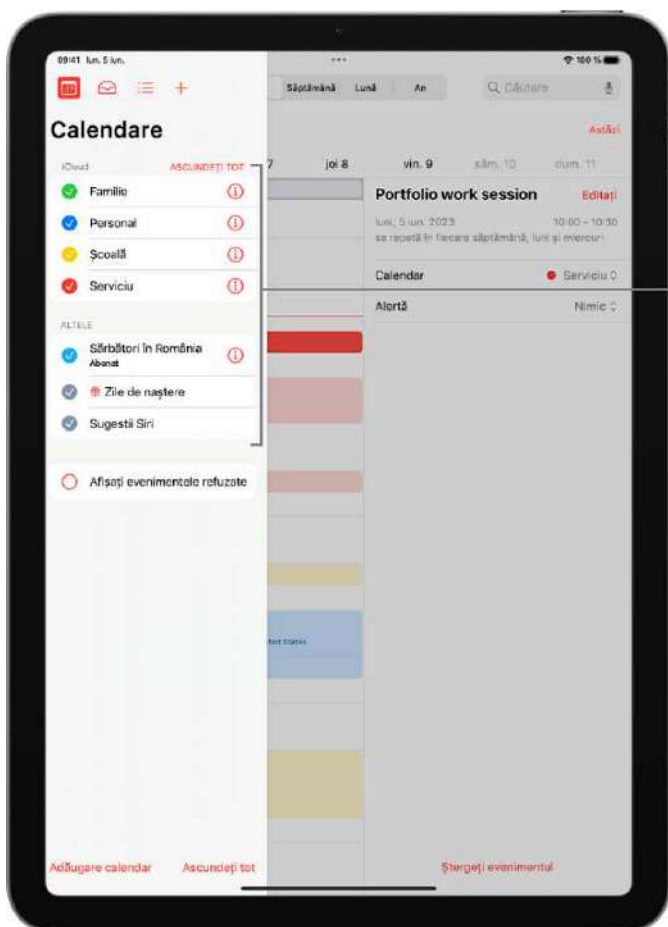 09:41 lun. 5 iun.
100 %
Săptămână Lună An
Căutare
Calendare
Astăzi
iCloud ASCUNDEȚI TOT
7 joi 8 vin. 9 sâm. 10 dum. 11
Familie
Personal
Școală
Serviciu
ALTELE
Sărbători în România
Abonat
Zile de naștere
Sugestii Siri
Afișați evenimentele refuzate
Portfolio work session Editați
luni, 5 iun. 2023 10:00 – 10:30
se repetă în fiecare săptămână, luni și miercuri
Calendar Serviciu
Alertă Nimic
States
Adăugare calendar Ascundeți tot
Ștergeți evenimentul